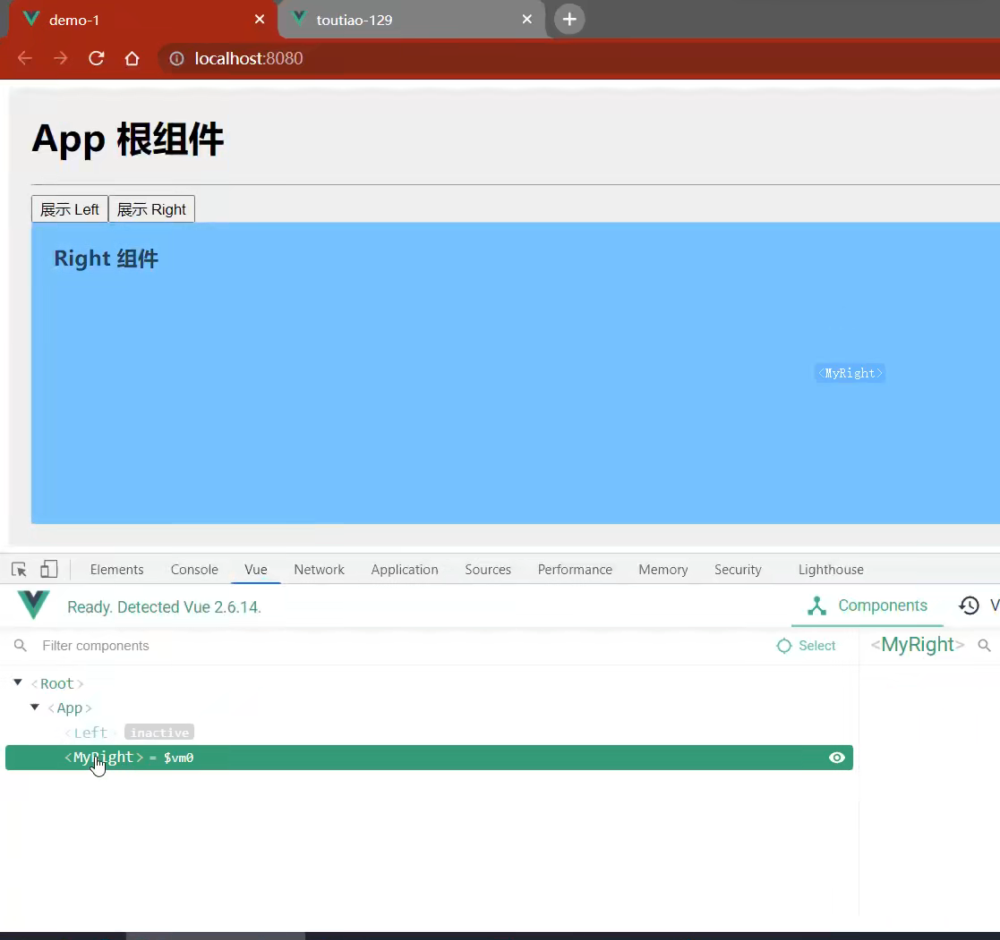 demo-1
toutiao-129
localhost:8080
App 根组件
展示 Left 展示 Right
Right 组件
<MyRight>
Elements Console Vue Network Application Sources Performance Memory Security Lighthouse
Ready. Detected Vue 2.6.14.
Components V
Filter components
Select
<MyRight>
<Root>
<App>
<Left> inactive
<MyRight> = $vm0